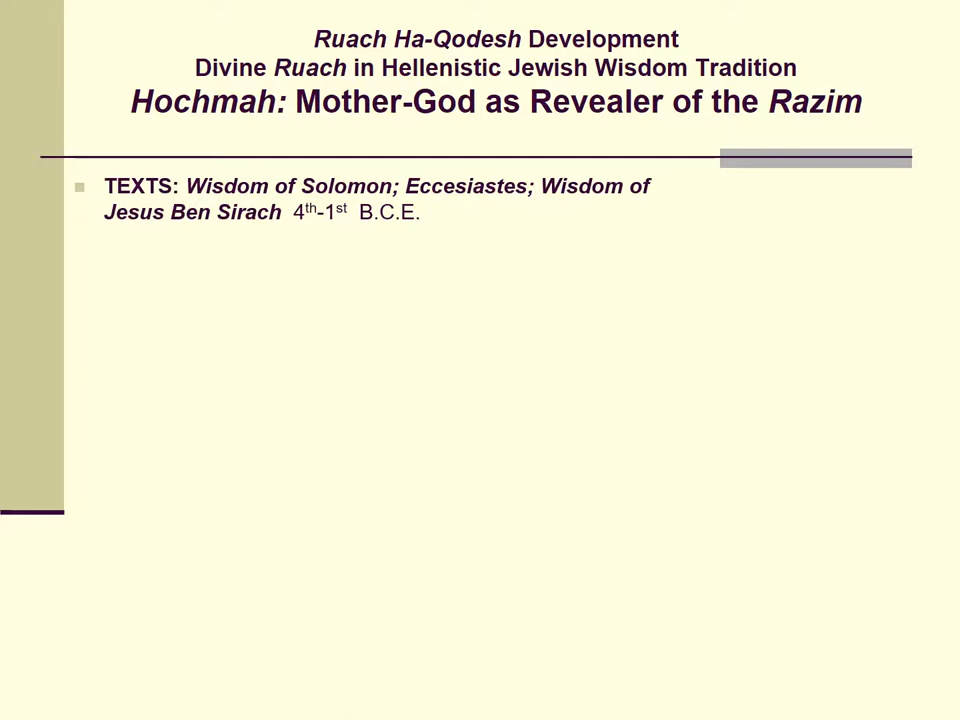 Ruach Ha-Qodesh Development
Divine Ruach in Hellenistic Jewish Wisdom Tradition
Hochmah: Mother-God as Revealer of the Razim
TEXTS: Wisdom of Solomon; Eccesiastes; Wisdom of
Jesus Ben Sirach 4th-1st B.C.E.